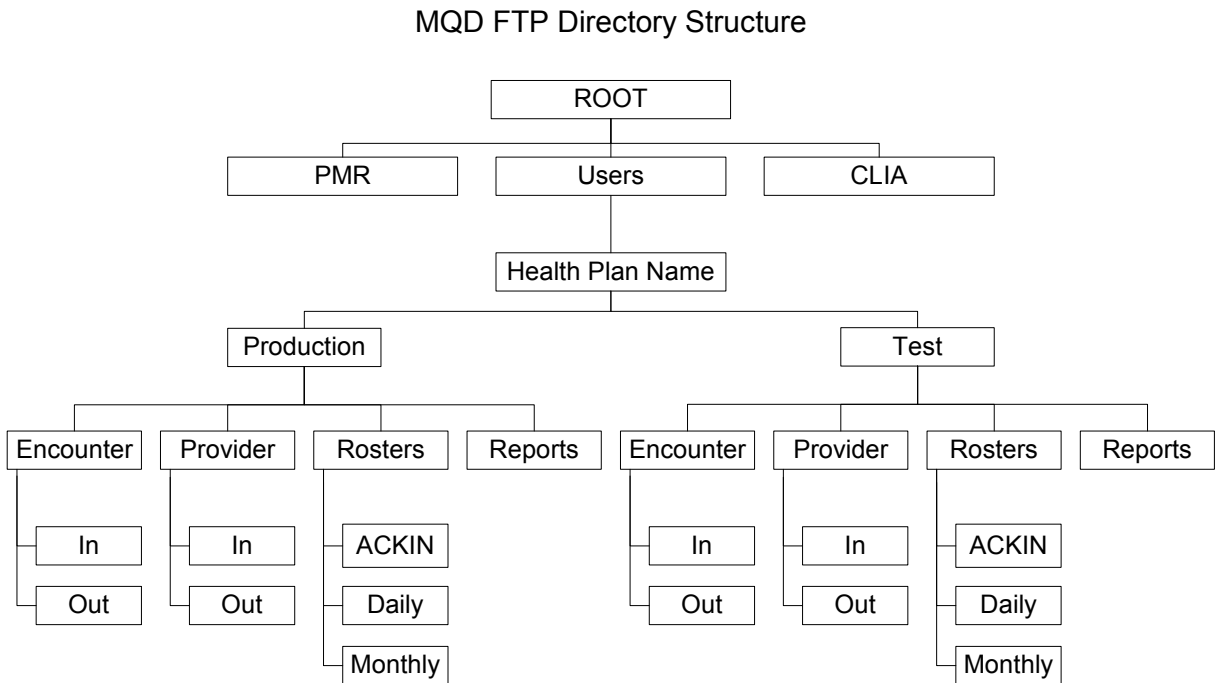 MQD FTP Directory Structure
ROOT
PMR
Users
CLIA
Health Plan Name
Production
Test
Encounter
Provider
Rosters
Reports
Encounter
Provider
Rosters
Reports
In
In
ACKIN
In
In
ACKIN
Out
Out
Daily
Out
Out
Daily
Monthly
Monthly